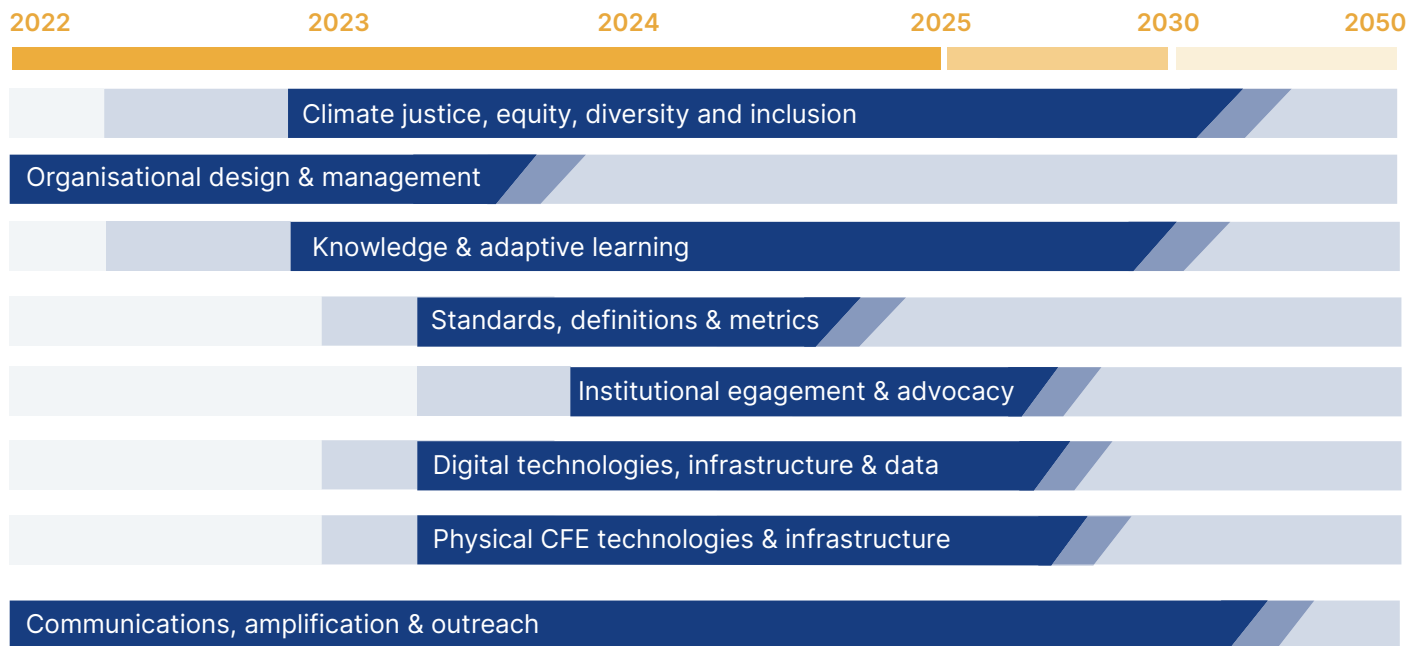 2022 2023 2024 2025 2030 2050
Climate justice, equity, diversity and inclusion
Organisational design & management
Knowledge & adaptive learning
Standards, definitions & metrics
Institutional egagement & advocacy
Digital technologies, infrastructure & data
Physical CFE technologies & infrastructure
Communications, amplification & outreach